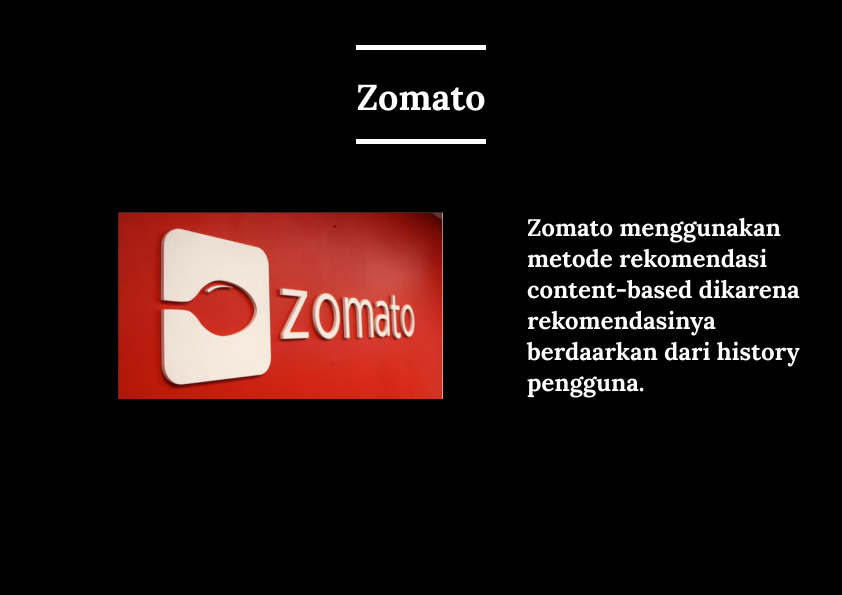 Zomato
zomato
Zomato menggunakan
metode rekomendasi
content-based dikarena
rekomendasinya
berdaarkan dari history
pengguna.